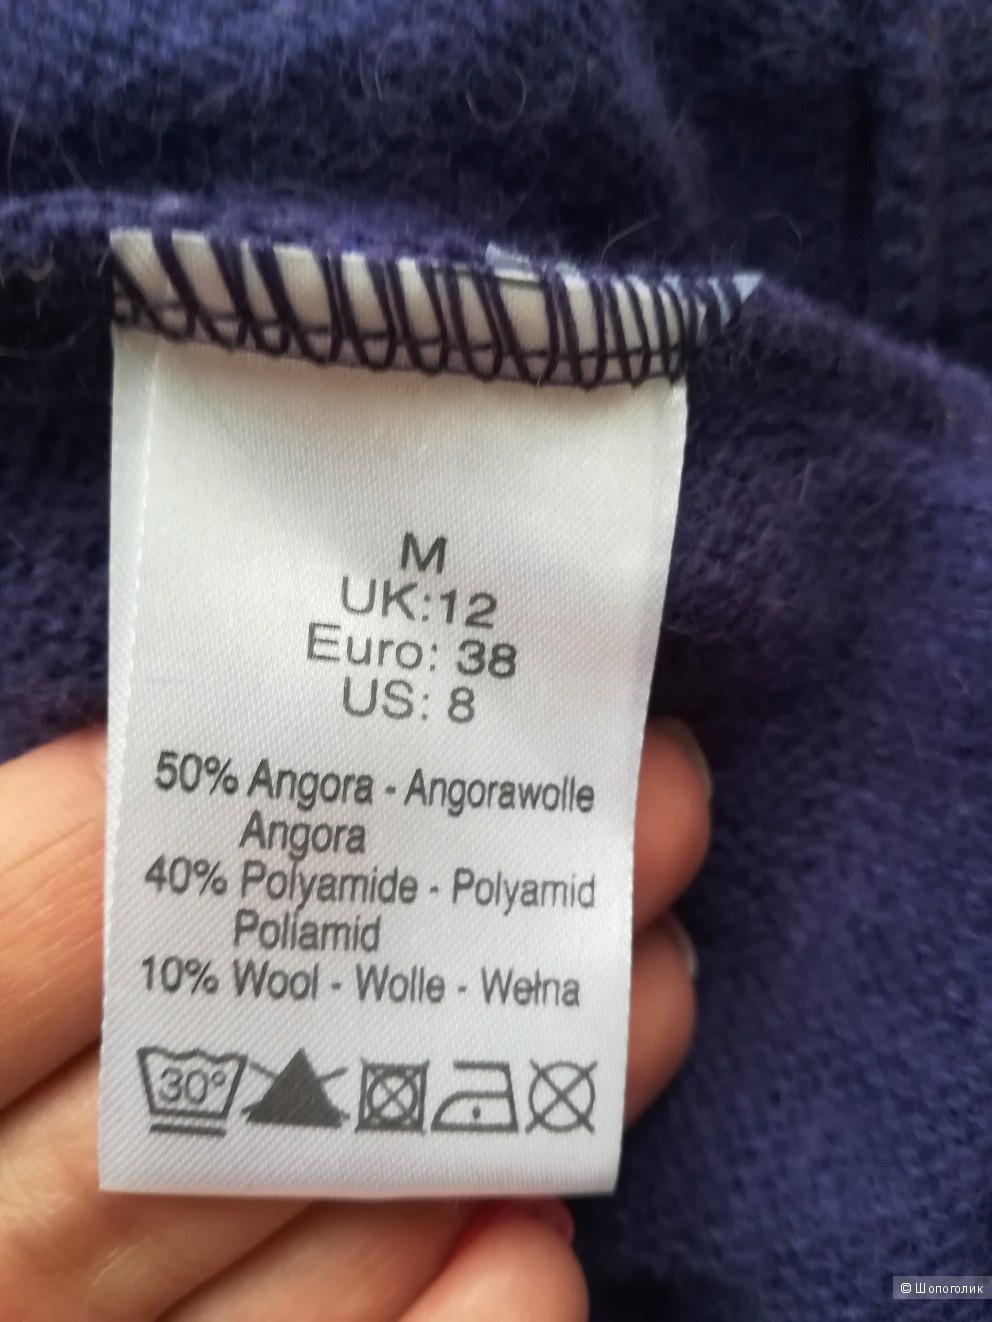 M
UK:12
Euro: 38
US: 8
50% Angora - Angorawolle
Angora
40% Polyamide - Polyamid
Poliamid
10% Wool - Wolle - Wełna
30°
© Шопоголик